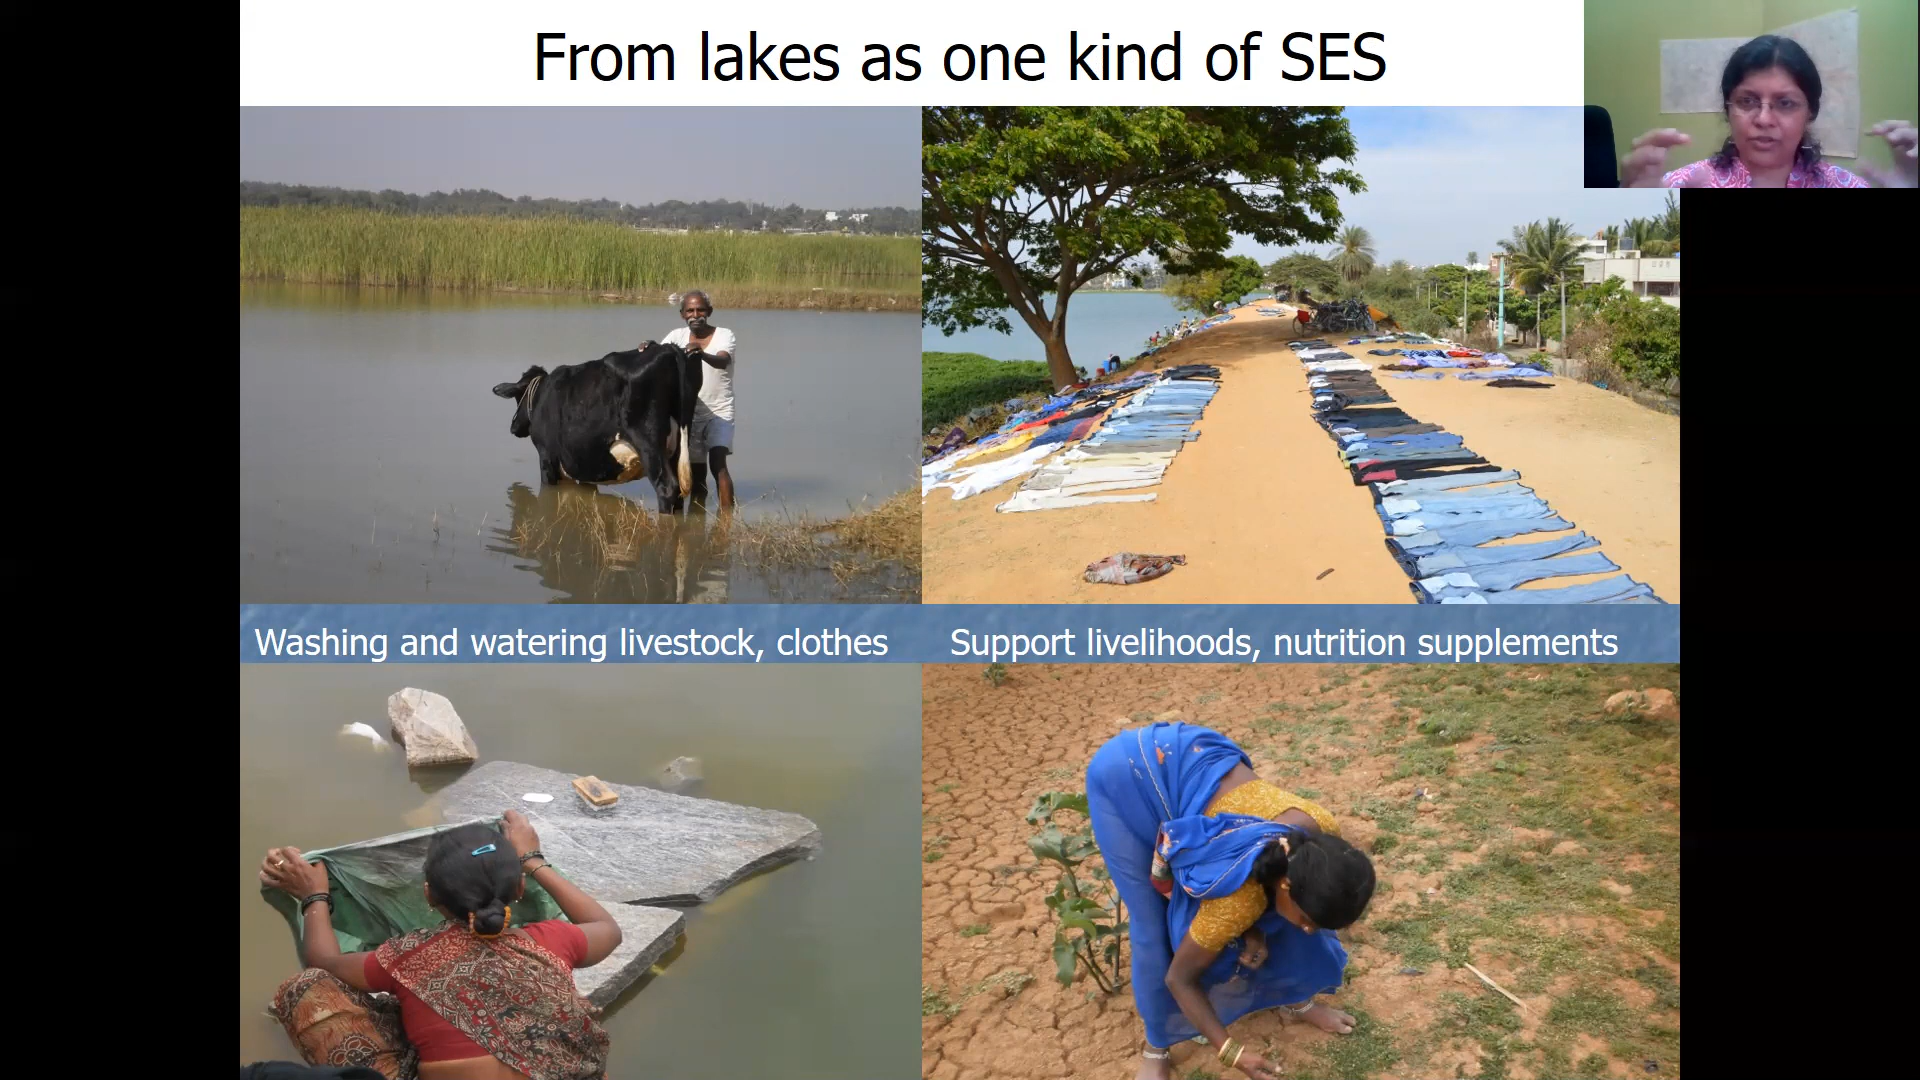 From lakes as one kind of SES
Washing and watering livestock, clothes
Support livelihoods, nutrition supplements